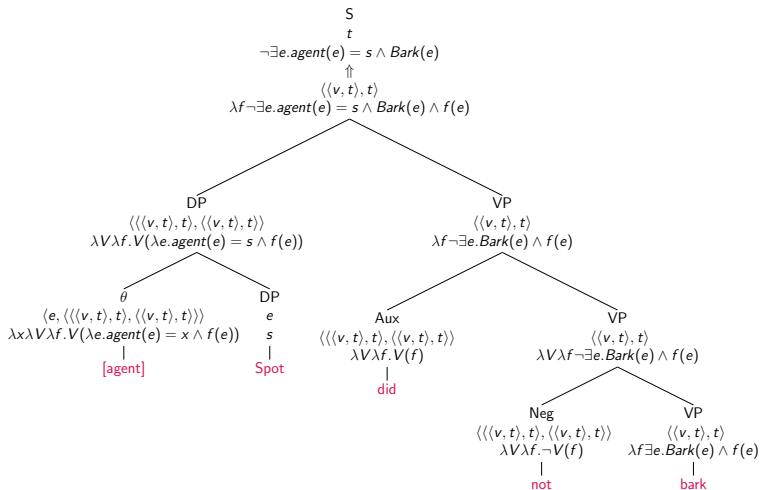 S
t
¬∃e.agent(e) = s ∧ Bark(e)
⇑
⟨⟨v, t⟩, t⟩
λf¬∃e.agent(e) = s ∧ Bark(e) ∧ f(e)
DP VP
⟨⟨⟨v, t⟩, t⟩, ⟨⟨v, t⟩, t⟩⟩ ⟨⟨v, t⟩, t⟩
λVλf.V(λe.agent(e) = s ∧ f(e)) λf¬∃e.Bark(e) ∧ f(e)
θ DP
⟨e, ⟨⟨⟨v, t⟩, t⟩, ⟨⟨v, t⟩, t⟩⟩⟩ e
λxλVλf.V(λe.agent(e) = x ∧ f(e)) s
[agent] Spot
Aux VP
⟨⟨⟨v, t⟩, t⟩, ⟨⟨v, t⟩, t⟩⟩ ⟨⟨v, t⟩, t⟩
λVλf.V(f) λVλf¬∃e.Bark(e) ∧ f(e)
did
Neg VP
⟨⟨⟨v, t⟩, t⟩, ⟨⟨v, t⟩, t⟩⟩ ⟨⟨v, t⟩, t⟩
λVλf.¬V(f) λf∃e.Bark(e) ∧ f(e)
not bark